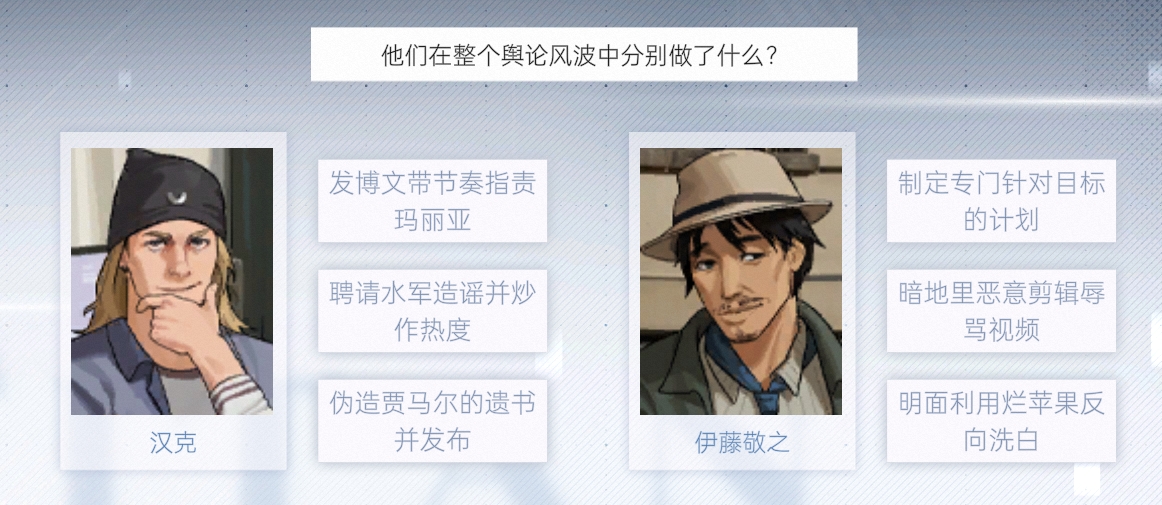 他们在整个舆论风波中分别做了什么？
发博文带节奏指责
玛丽亚
聘请水军造谣并炒
作热度
伪造贾马尔的遗书
并发布
汉克
制定专门针对目标
的计划
暗地里恶意剪辑辱
骂视频
明面利用烂苹果反
向洗白
伊藤敬之